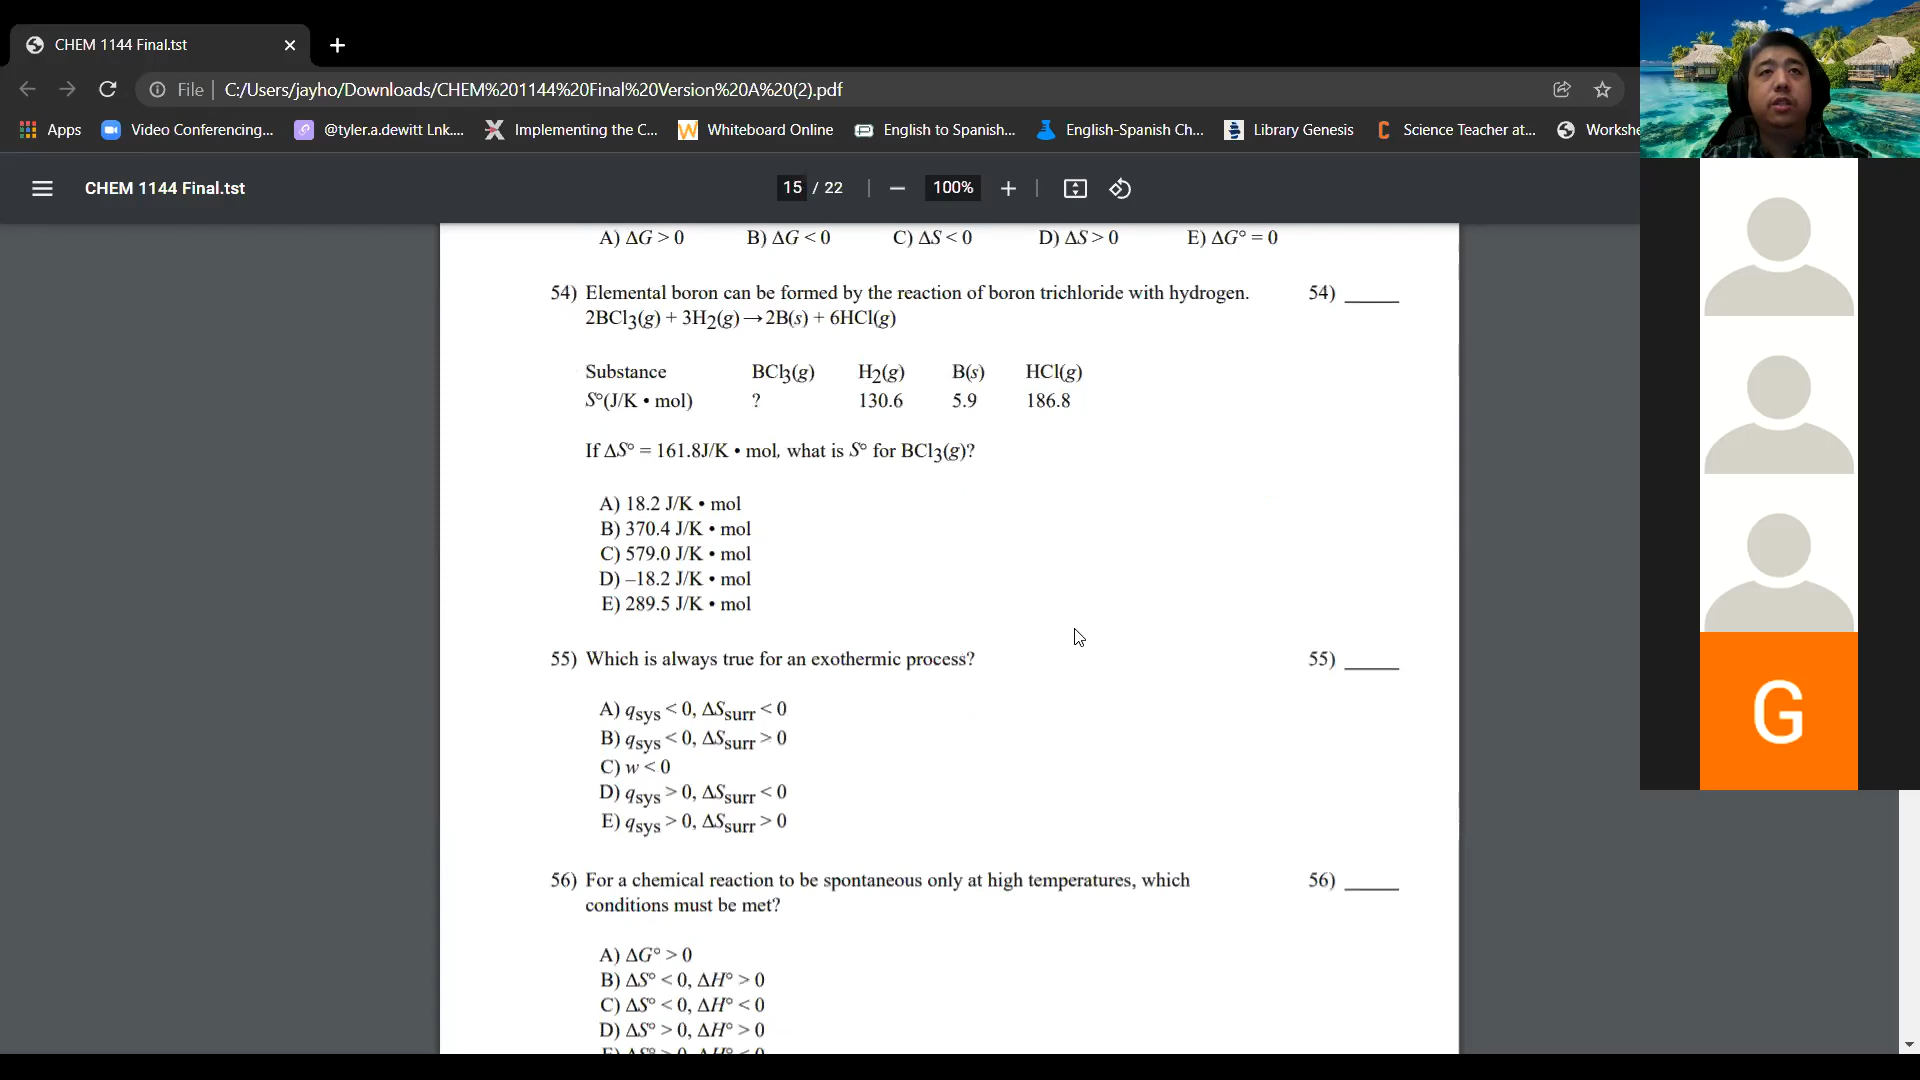 CHEM 1144 Final.tst
File | C:/Users/jayho/Downloads/CHEM%201144%20Final%20Version%20A%20(2).pdf
Apps Video Conferencing... @tyler.a.dewitt Lnk.... Implementing the C... Whiteboard Online English to Spanish... English-Spanish Ch... Library Genesis Science Teacher at... Workshe
CHEM 1144 Final.tst 15 / 22 | − 100% + |
A) ΔG > 0 B) ΔG < 0 C) ΔS < 0 D) ΔS > 0 E) ΔG° = 0
54) Elemental boron can be formed by the reaction of boron trichloride with hydrogen. 54) ______
2BCl3(g) + 3H2(g) → 2B(s) + 6HCl(g)
Substance BCl3(g) H2(g) B(s) HCl(g)
S°(J/K • mol) ? 130.6 5.9 186.8
If ΔS° = 161.8J/K • mol, what is S° for BCl3(g)?
A) 18.2 J/K • mol
B) 370.4 J/K • mol
C) 579.0 J/K • mol
D) –18.2 J/K • mol
E) 289.5 J/K • mol
55) Which is always true for an exothermic process? 55) ______
A) qsys < 0, ΔSsurr < 0
B) qsys < 0, ΔSsurr > 0
C) w < 0
D) qsys > 0, ΔSsurr < 0
E) qsys > 0, ΔSsurr > 0
56) For a chemical reaction to be spontaneous only at high temperatures, which 56) ______
conditions must be met?
A) ΔG° > 0
B) ΔS° < 0, ΔH° > 0
C) ΔS° < 0, ΔH° < 0
D) ΔS° > 0, ΔH° > 0
E) ΔS° > 0, ΔH° < 0
G